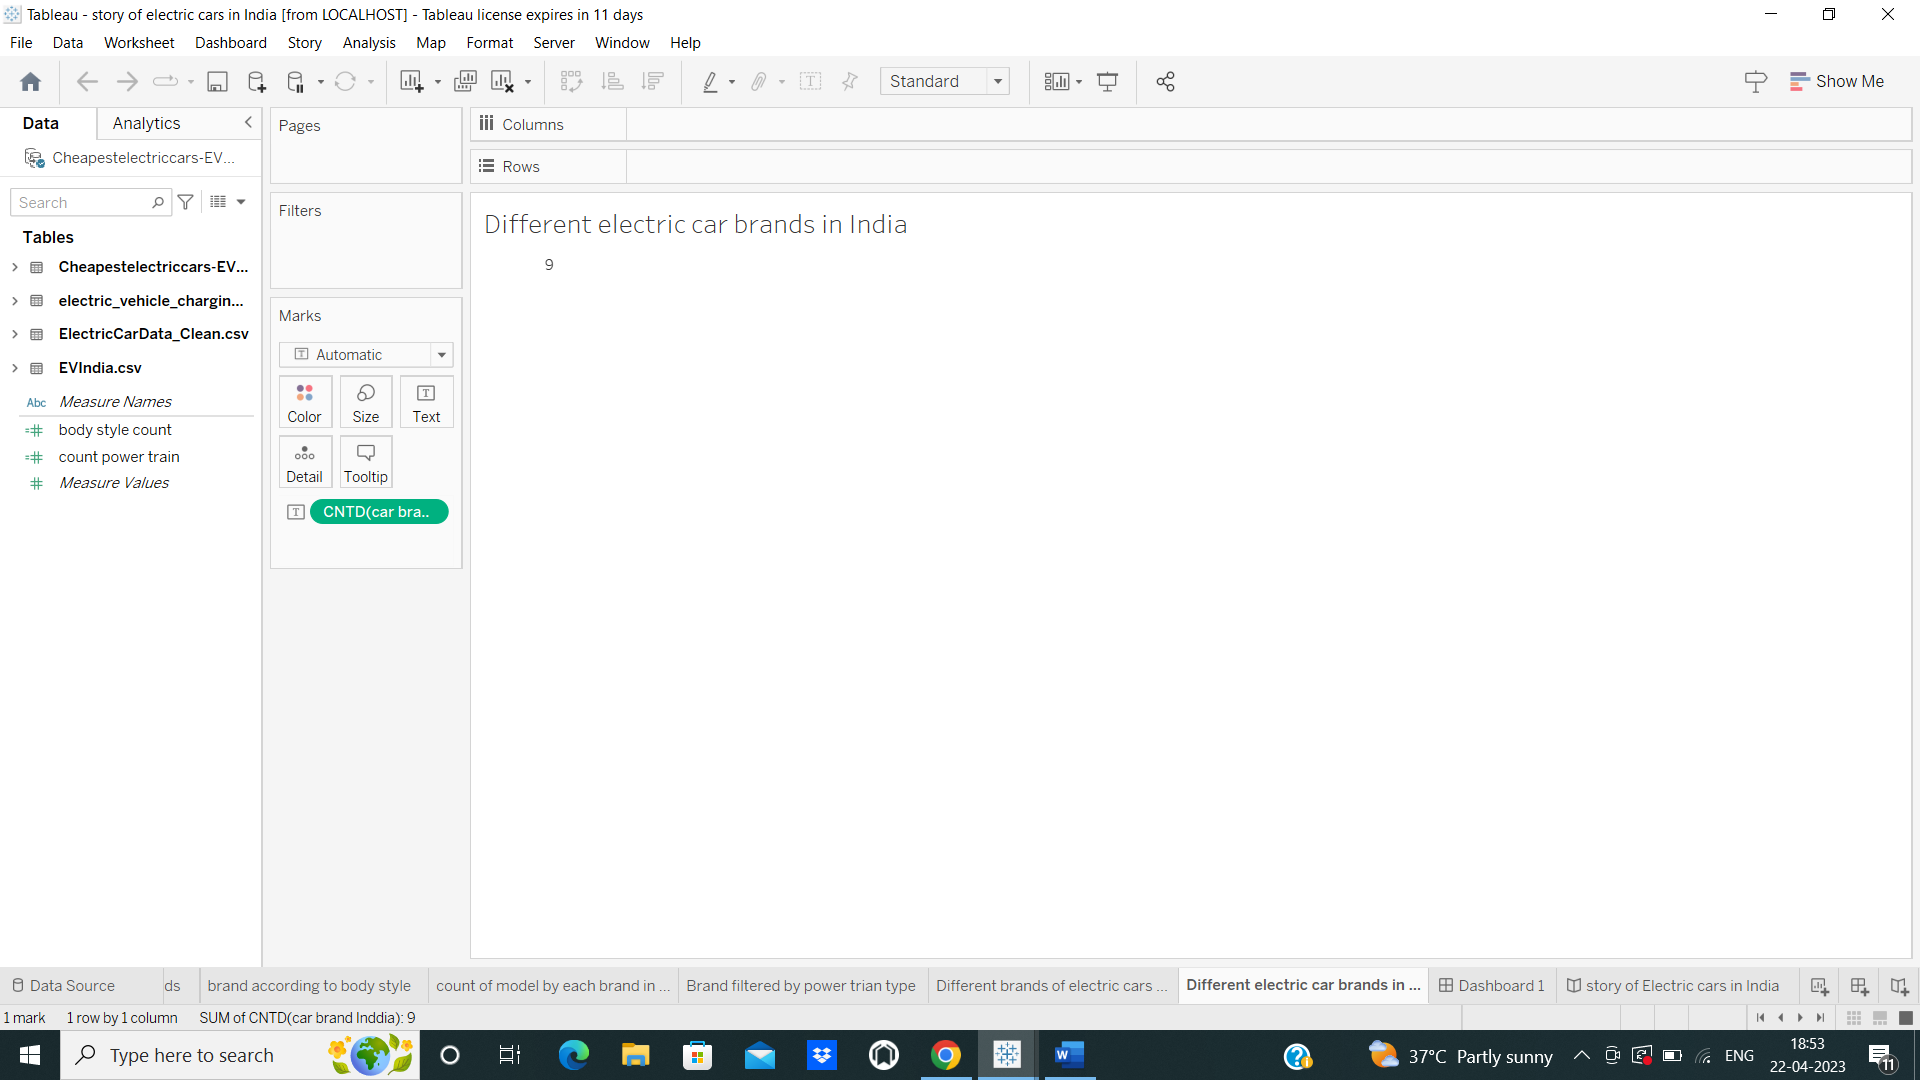 Tableau - story of electric cars in India [from LOCALHOST] - Tableau license expires in 11 days
File Data Worksheet Dashboard Story Analysis Map Format Server Window Help
Standard
Show Me
Data Analytics
Cheapestelectriccars-EV...
Search
Tables
Cheapestelectriccars-EV...
electric_vehicle_chargin...
ElectricCarData_Clean.csv
EVIndia.csv
Abc Measure Names
body style count
count power train
Measure Values
Pages
Filters
Marks
Automatic
Color Size Text
Detail Tooltip
CNTD(car bra..
Columns
Rows
Different electric car brands in India
9
Data Source ds brand according to body style count of model by each brand in ... Brand filtered by power trian type Different brands of electric cars ... Different electric car brands in ... Dashboard 1 story of Electric cars in India
1 mark 1 row by 1 column SUM of CNTD(car brand Inddia): 9
Type here to search
37°C Partly sunny
ENG
18:53
22-04-2023
11